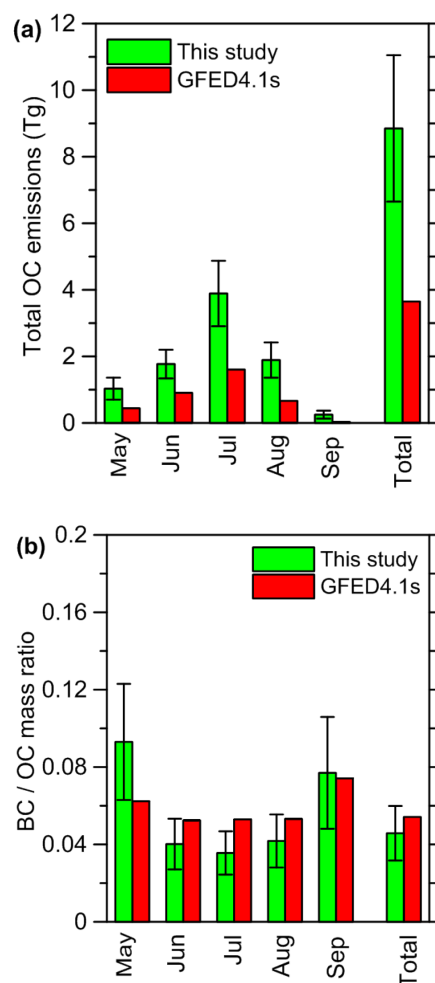 (a)
12
10
8
6
4
2
0
Total OC emissions (Tg)
This study
GFED4.1s
May
Jun
Jul
Aug
Sep
Total
(b)
0.2
0.16
0.12
0.08
0.04
0
BC / OC mass ratio
This study
GFED4.1s
May
Jun
Jul
Aug
Sep
Total